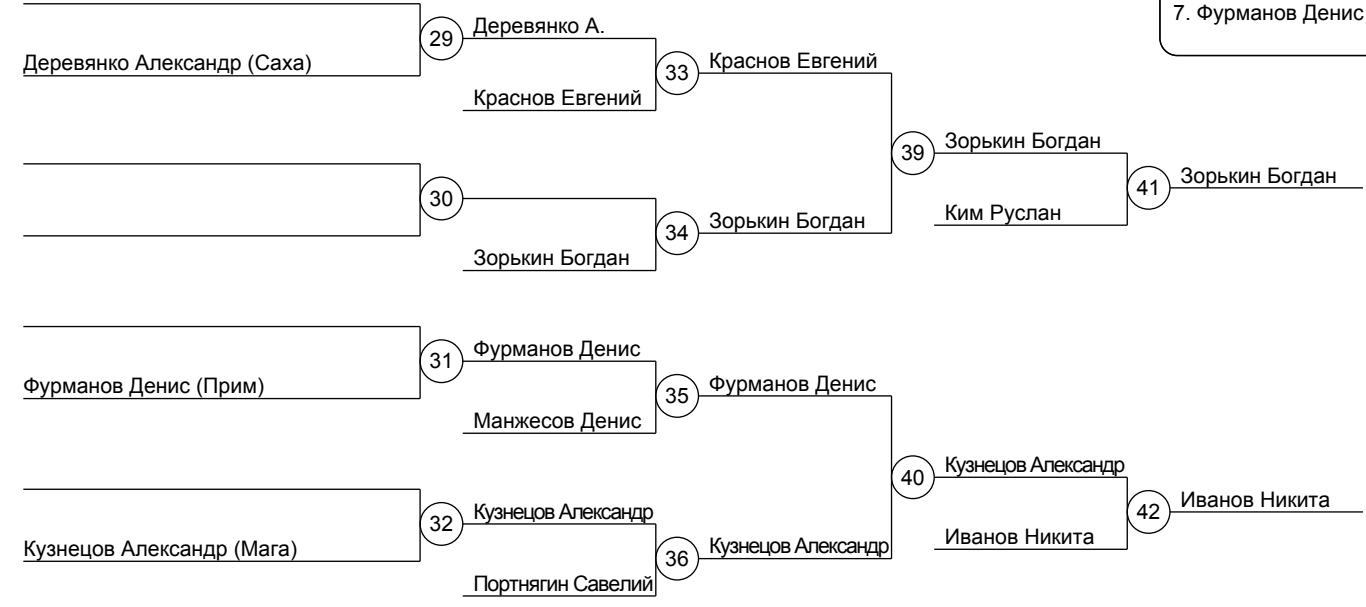 7. Фурманов Денис
29
Деревянко А.
Деревянко Александр (Саха)
33
Краснов Евгений
Краснов Евгений
39
Зорькин Богдан
30
41
Зорькин Богдан
Ким Руслан
34
Зорькин Богдан
Зорькин Богдан
31
Фурманов Денис
Фурманов Денис (Прим)
35
Фурманов Денис
Манжесов Денис
40
Кузнецов Александр
32
Кузнецов Александр
42
Иванов Никита
Иванов Никита
Кузнецов Александр (Мага)
36
Кузнецов Александр
Портнягин Савелий